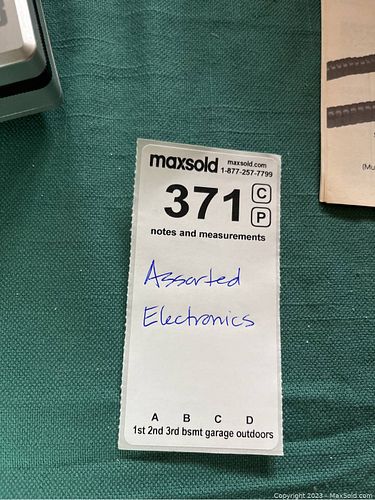 maxsold maxsold.com
1-877-257-7799
371 C
P
notes and measurements
Assorted
Electronics
A B C D
1st 2nd 3rd bsmt garage outdoors
(Mu
Copyright 2023 - MaxSold.com